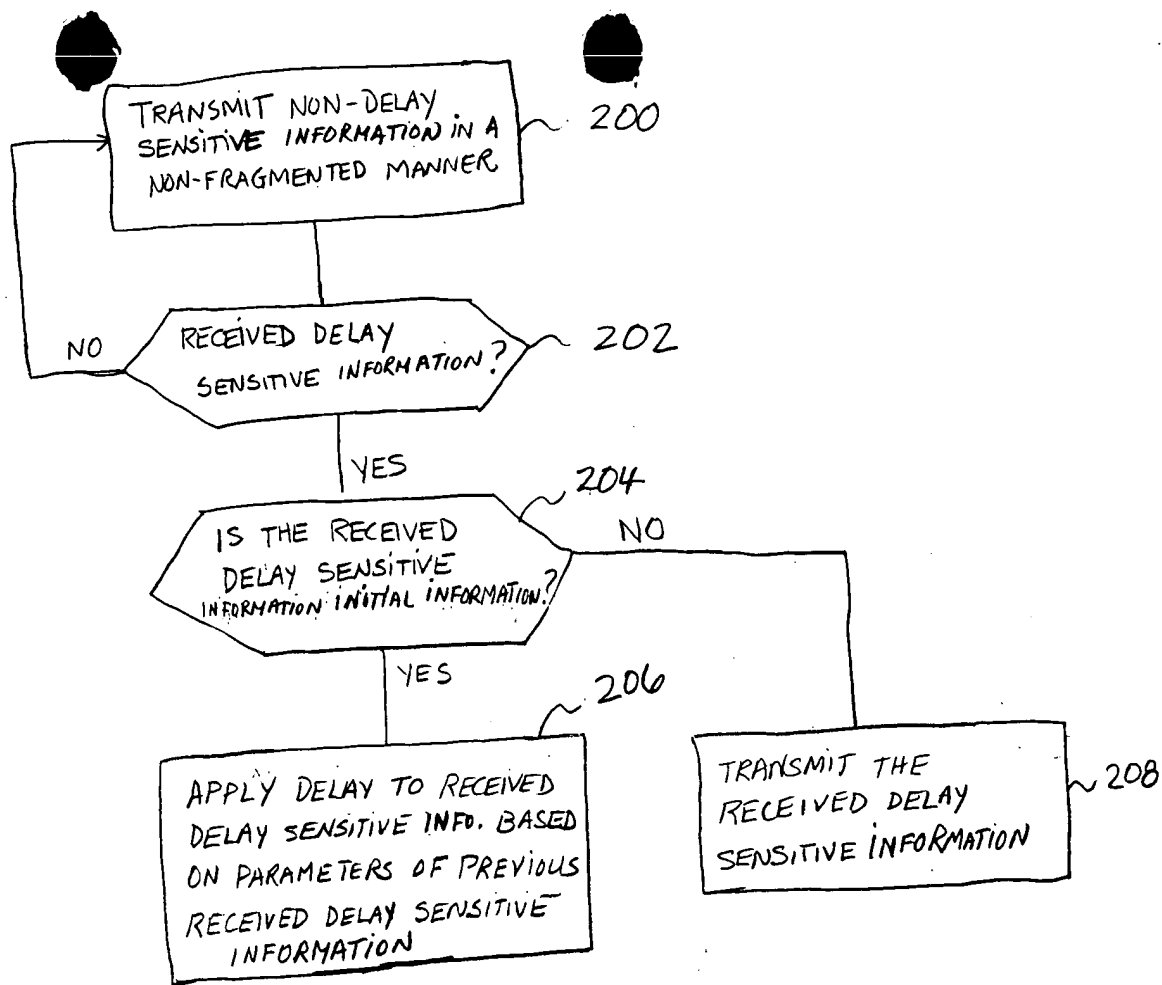 TRANSMIT NON-DELAY
SENSITIVE INFORMATION IN A
NON-FRAGMENTED MANNER
200
RECEIVED DELAY
SENSITIVE INFORMATION?
202
NO
YES
204
IS THE RECEIVED
DELAY SENSITIVE
INFORMATION INITIAL INFORMATION?
NO
YES
206
APPLY DELAY TO RECEIVED
DELAY SENSITIVE INFO. BASED
ON PARAMETERS OF PREVIOUS
RECEIVED DELAY SENSITIVE
INFORMATION
TRANSMIT THE
RECEIVED DELAY
SENSITIVE INFORMATION
208